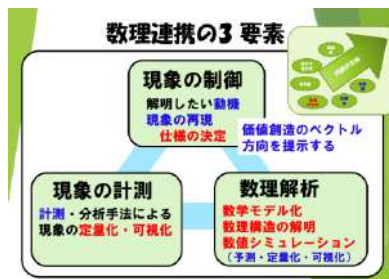 数理連携の3 要素
現象の制御
解明したい動機
現象の再現
仕様の決定
価値創造のベクトル
方向を提示する
現象の計測
計測・分析手法による
現象の定量化・可視化
数理解析
数学モデル化
数理構造の解明
数値シミュレーション
(予測・定量化・可視化)